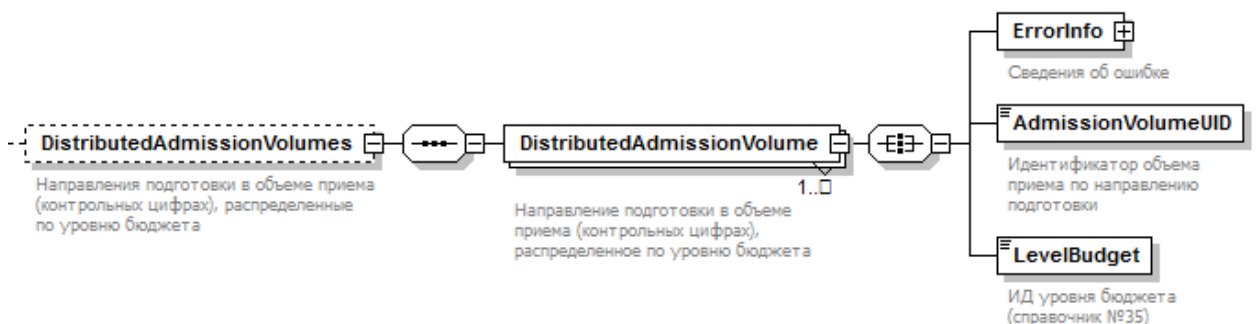 ErrorInfo
Сведения об ошибке
DistributedAdmissionVolumes
Направления подготовки в объеме приема
(контрольных цифрах), распределенные
по уровню бюджета
DistributedAdmissionVolume
1..□
Направление подготовки в объеме
приема (контрольных цифрах),
распределенное по уровню бюджета
AdmissionVolumeUID
Идентификатор объема
приема по направлению
подготовки
LevelBudget
ИД уровня бюджета
(справочник №35)